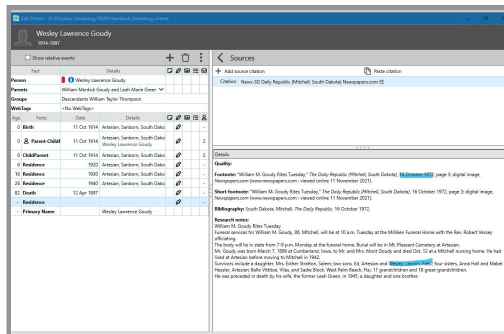 Edit Person - E:\Dropbox\Genealogy\
Wesley Lawrence Goudy
1914-1997
Show relative events
Sources
Add source citation
Paste citation
Fact Details
Person Wesley Lawrence Goudy
Parents William Merdick Goudy and Leah Marie Green
Groups Descendants William Taylor Thompson
WebTags <No WebTags>
Age Facts Date Details
0 Birth 11 Oct 1914 Artesian, Sanborn, South Dako
0 Parent-Child 11 Oct 1914 Artesian, Sanborn, South Dako 2
Wesley Lawrence Goudy
0 ChildParent 11 Oct 1914 Artesian, Sanborn, South Dako 2
6 Residence 1920 Artesian, Sanborn, South Dako
16 Residence 1930 Artesian, Sanborn, South Dako
26 Residence 1940 Artesian, Sanborn, South Dako
82 Death 12 Apr 1997
- Residence
- Primary Name Wesley Lawrence Goudy
Citation News-SD Daily Republic (Mitchell, South Dakota) Newspapers.com EE
Details
Quality:
Footnote: "William M. Goudy Rites Tuesday," The Daily Republic (Mitchell, South Dakota), 16 October 1972, page 3; digital image,
Newspapers.com (www.newspapers.com : viewed online 11 November 2021).
Short footnote: "William M. Goudy Rites Tuesday," The Daily Republic (Mitchell, South Dakota), 16 October 1972, page 3; digital image,
Newspapers.com (www.newspapers.com : viewed online 11 November 2021).
Bibliography: South Dakota. Mitchell. The Daily Republic, 16 October 1972.
Research notes:
William M. Goudy Rites Tuesday
Funeral services for William M. Goudy, 86, Mitchell, will be at 10 a.m. Tuesday at the Milliken Funeral Home with the Rev. Robert Vessey
officiating.
The body will lie in state from 7-9 p.m. Monday at the funeral home. Burial will be in Mt. Pleasant Cemetery at Artesian.
Mr. Goudy was born March 7, 1886 at Cumberland, Iowa, to Mr. and Mrs. Mont Goudy and died Oct. 12 at a Mitchell nursing home. He had
lived at Artesian before moving to Mitchell in 1942.
Survivors include a daughter, Mrs. Esther Stratton, Salem; two sons, Ed, Artesian and four sisters, Anna Hall and Mabel
Hessler, Artesian; Belle Vittitoe, Vilas, and Sadie Block, West Palm Beach, Fla.; 11 grandchildren and 18 great-grandchildren.
He was preceded in death by his wife, the former Leah Green, in 1945, a daughter and one brother.